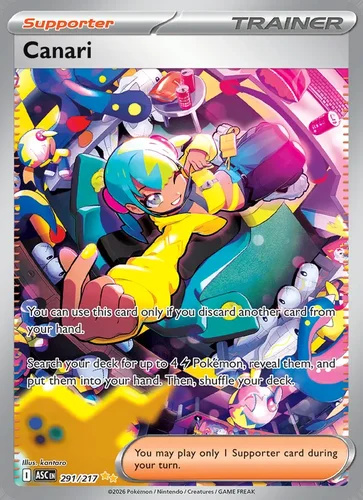 Supporter
TRAINER
Canari
You can use this card only if you discard another card from
your hand.
Search your deck for up to 4 Pokémon, reveal them, and
put them into your hand. Then, shuffle your deck.
Illus. kantaro
You may play only 1 Supporter card during
your turn.
I ASC EN 291/217
©2026 Pokémon / Nintendo / Creatures / GAME FREAK